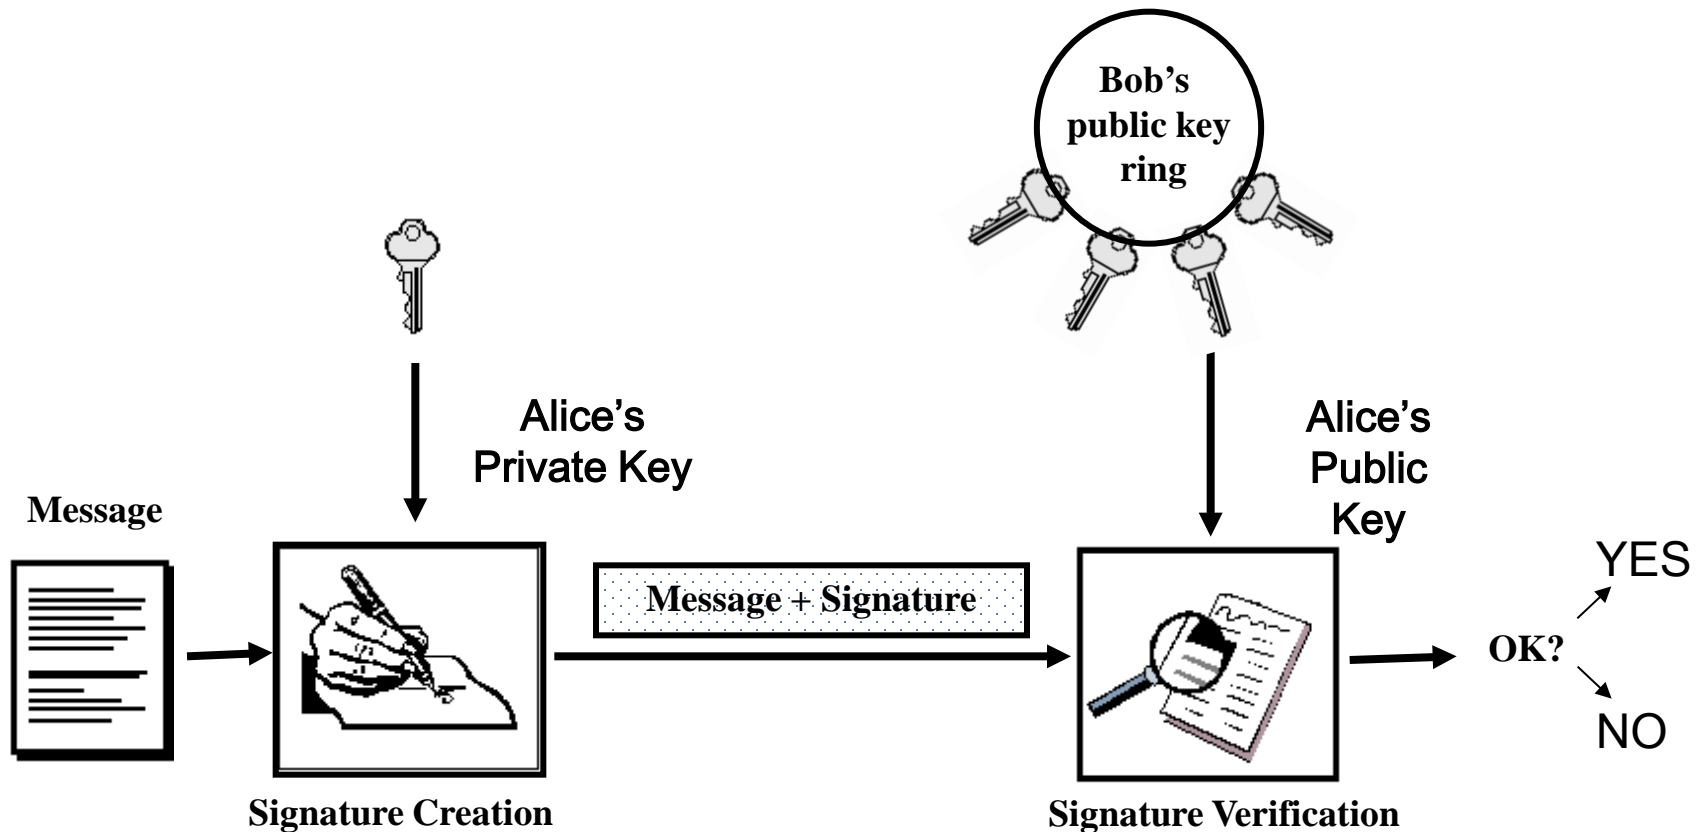 Bob’s
public key
ring
Alice’s
Private Key
Alice’s
Public
Key
Message
Message + Signature
YES
OK?
NO
Signature Creation
Signature Verification